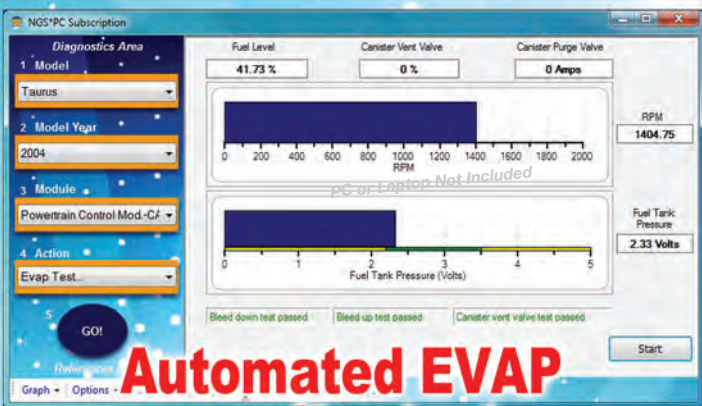 NGS*PC Subscription
Diagnostics Area
1 Model
Taurus
2 Model Year
2004
3 Module
Powertrain Control Mod.-CA
4 Action
Evap Test...
5
GO!
References
Graph
Options
Fuel Level
Canister Vent Valve
Canister Purge Valve
41.73 %
0 %
0 Amps
0 200 400 600 800 1000 1200 1400 1600 1800 2000
RPM
RPM
1404.75
PC or Laptop Not Included
0 1 2 3 4 5
Fuel Tank Pressure (Volts)
Fuel Tank
Pressure
2.33 Volts
Bleed down test passed
Bleed up test passed
Canister vent valve test passed
Start
Automated EVAP